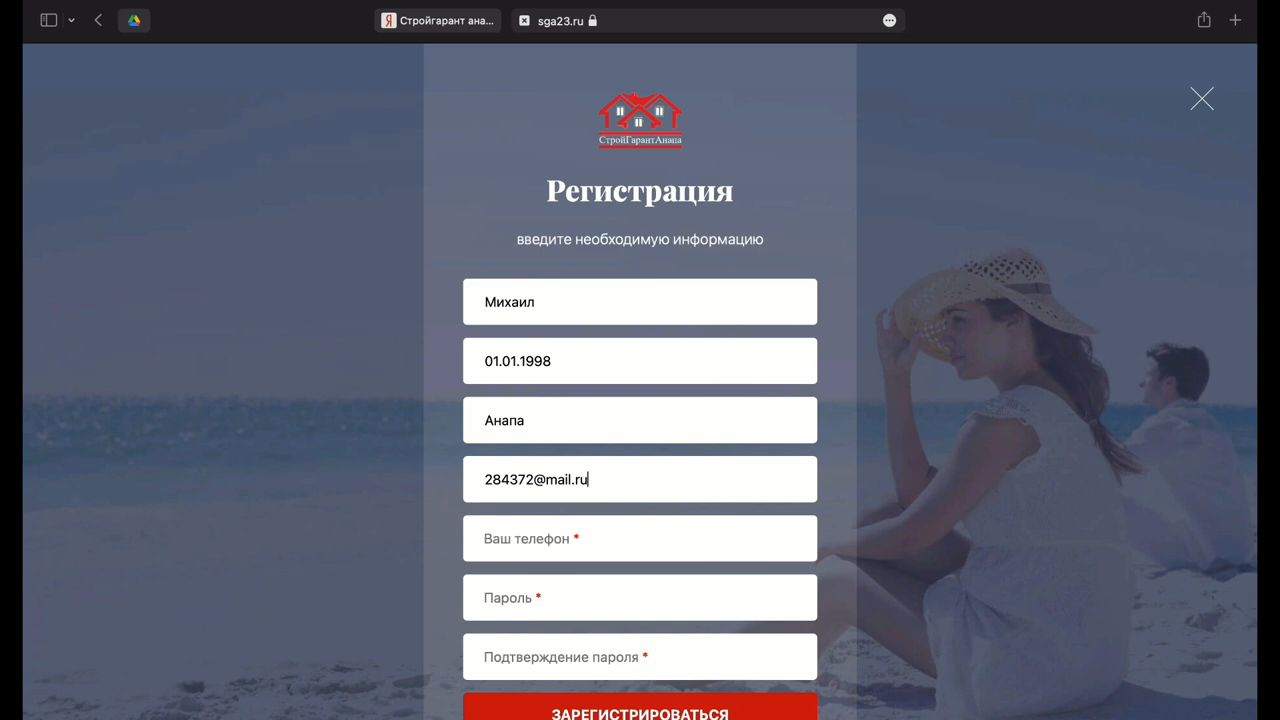 Стройгарант ана...
sga23.ru
СтройГарантАнапа
Регистрация
введите необходимую информацию
Михаил
01.01.1998
Анапа
284372@mail.ru
Ваш телефон *
Пароль *
Подтверждение пароля *
ЗАРЕГИСТРИРОВАТЬСЯ